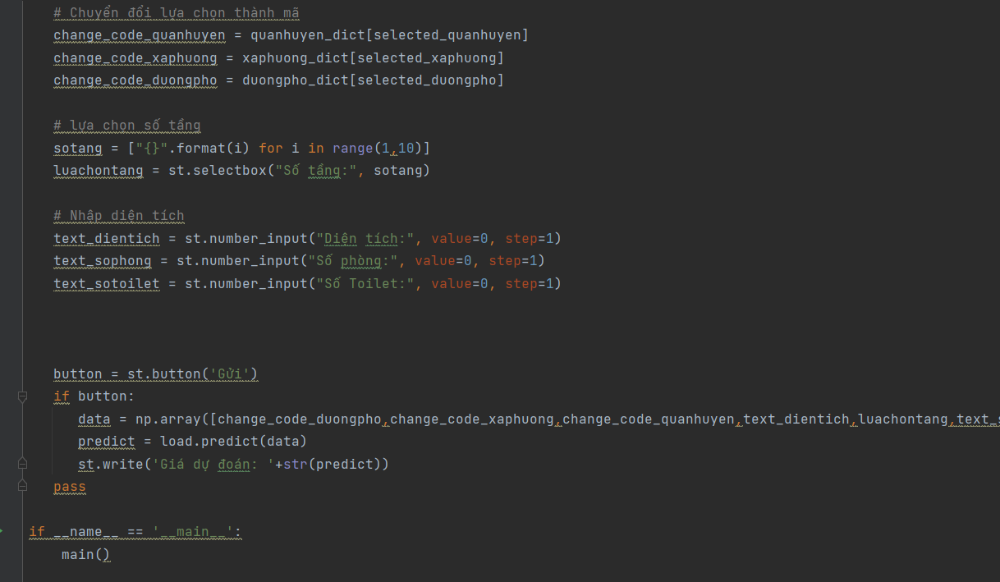 # Chuyển đổi lựa chọn thành mã
change_code_quanhuyen = quanhuyen_dict[selected_quanhuyen]
change_code_xaphuong = xaphuong_dict[selected_xaphuong]
change_code_duongpho = duongpho_dict[selected_duongpho]
# lựa chọn số tầng
sotang = ["{}".format(i) for i in range(1,10)]
luachontang = st.selectbox("Số tầng:", sotang)
# Nhập diện tích
text_dientich = st.number_input("Diện tích:", value=0, step=1)
text_sophong = st.number_input("Số phòng:", value=0, step=1)
text_sotoilet = st.number_input("Số Toilet:", value=0, step=1)
button = st.button('Gửi')
if button:
data = np.array([change_code_duongpho,change_code_xaphuong,change_code_quanhuyen,text_dientich,luachontang,
predict = load.predict(data)
st.write('Giá dự đoán: '+str(predict))
pass
if __name__ == '__main__':
main()